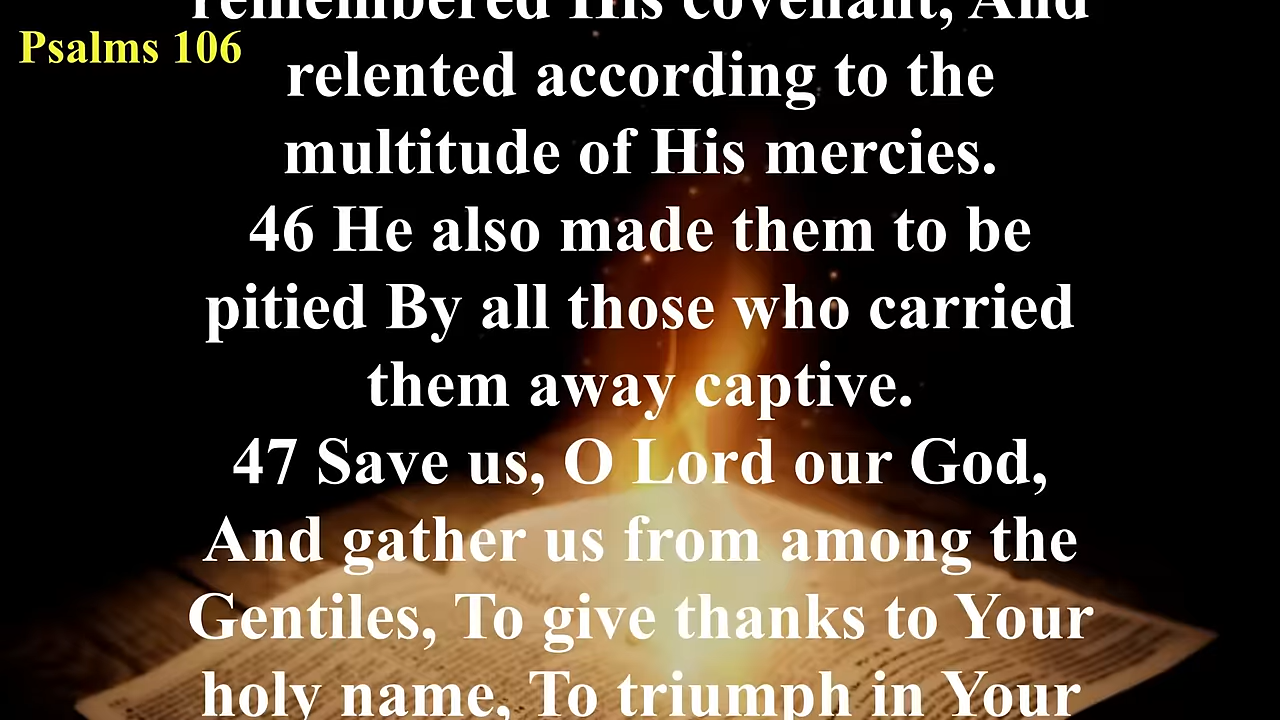 remembered His covenant, And
Psalms 106
relented according to the
multitude of His mercies.
46 He also made them to be
pitied By all those who carried
them away captive.
47 Save us, O Lord our God,
And gather us from among the
Gentiles, To give thanks to Your
holy name, To triumph in Your